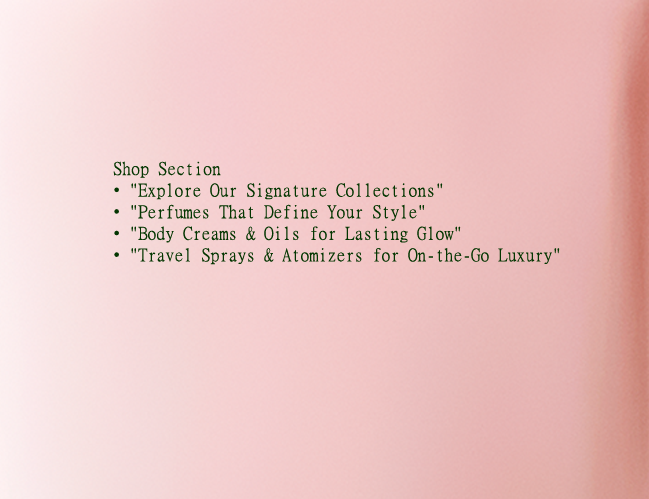 Shop Section
• "Explore Our Signature Collections"
• "Perfumes That Define Your Style"
• "Body Creams & Oils for Lasting Glow"
• "Travel Sprays & Atomizers for On-the-Go Luxury"